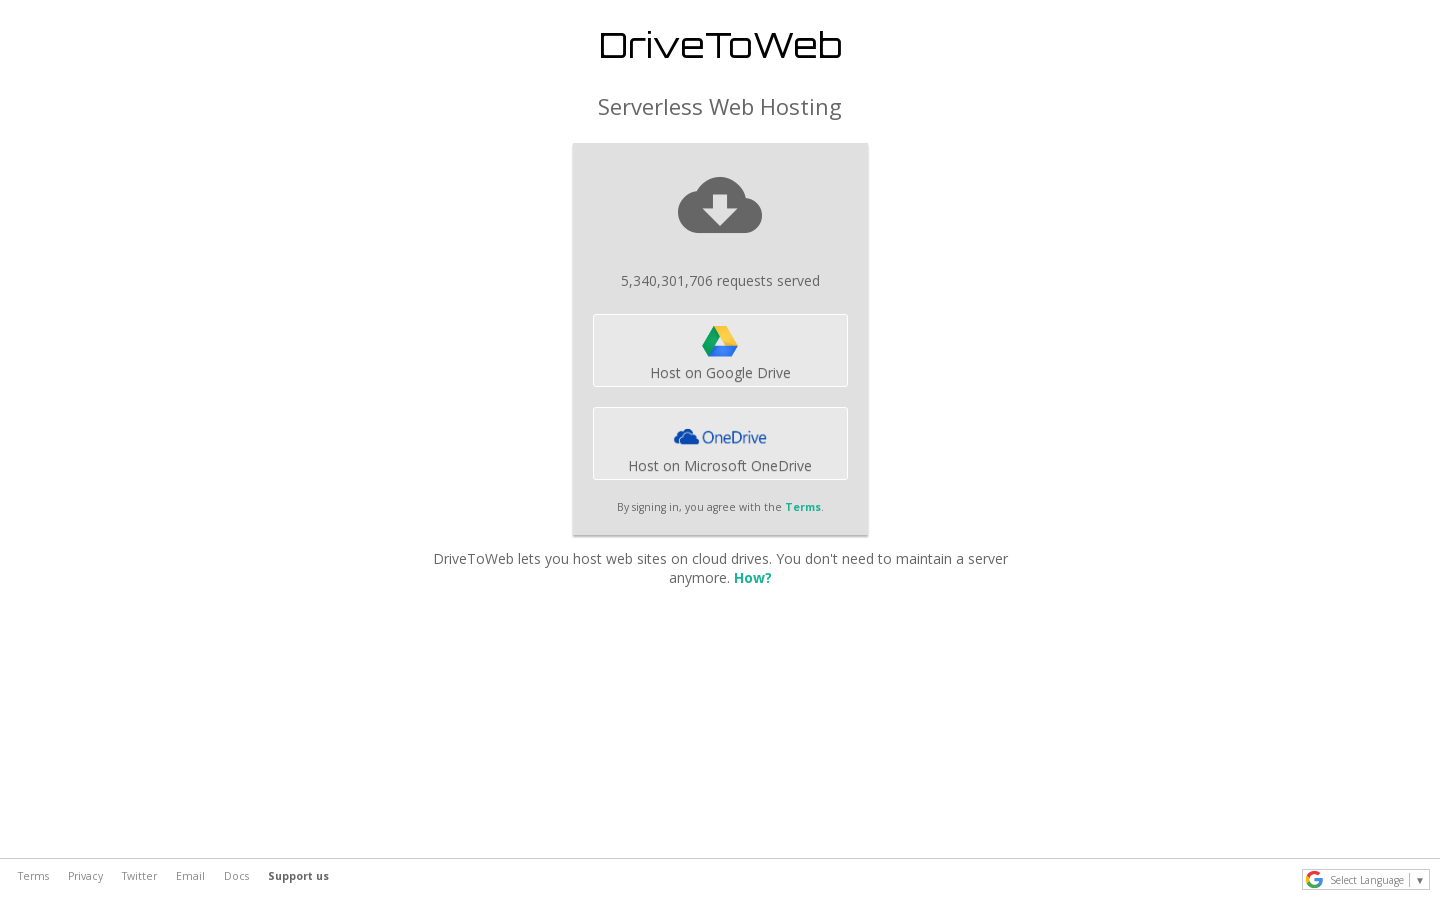 DriveToWeb
Serverless Web Hosting
5,340,301,706 requests served
Host on Google Drive
OneDrive
Host on Microsoft OneDrive
By signing in, you agree with the Terms.
DriveToWeb lets you host web sites on cloud drives. You don't need to maintain a server
anymore. How?
Terms Privacy Twitter Email Docs Support us
Select Language ▼